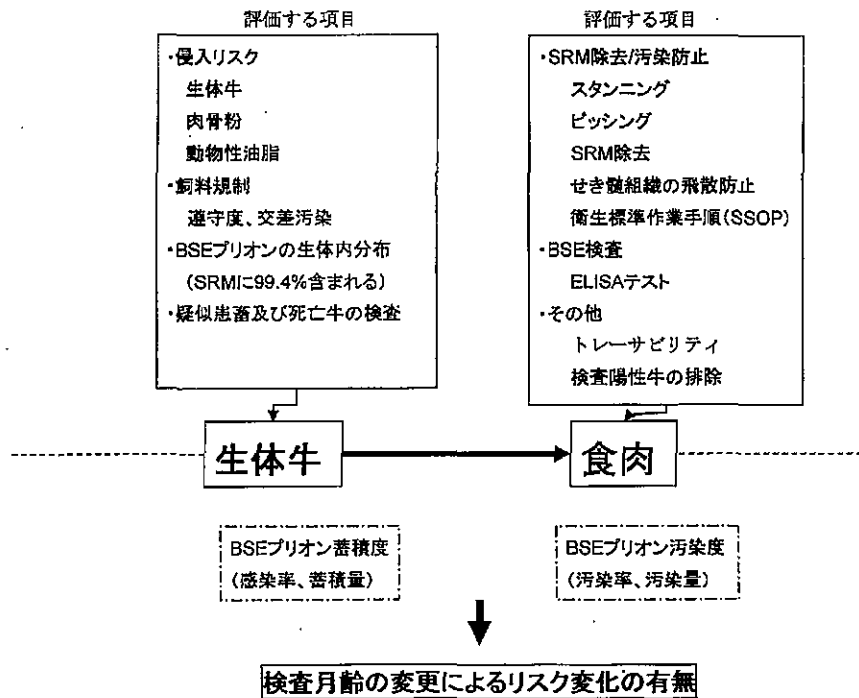 評価する項目
・侵入リスク
生体牛
肉骨粉
動物性油脂
・飼料規制
遵守度、交差汚染
・BSEプリオンの生体内分布
(SRMに99.4%含まれる)
・疑似患畜及び死亡牛の検査
評価する項目
・SRM除去/汚染防止
スタンニング
ピッシング
SRM除去
せき髄組織の飛散防止
衛生標準作業手順(SSOP)
・BSE検査
ELISAテスト
・その他
トレーサビリティ
検査陽性牛の排除
生体牛
食肉
BSEプリオン蓄積度
(感染率、蓄積量)
BSEプリオン汚染度
(汚染率、汚染量)
検査月齢の変更によるリスク変化の有無